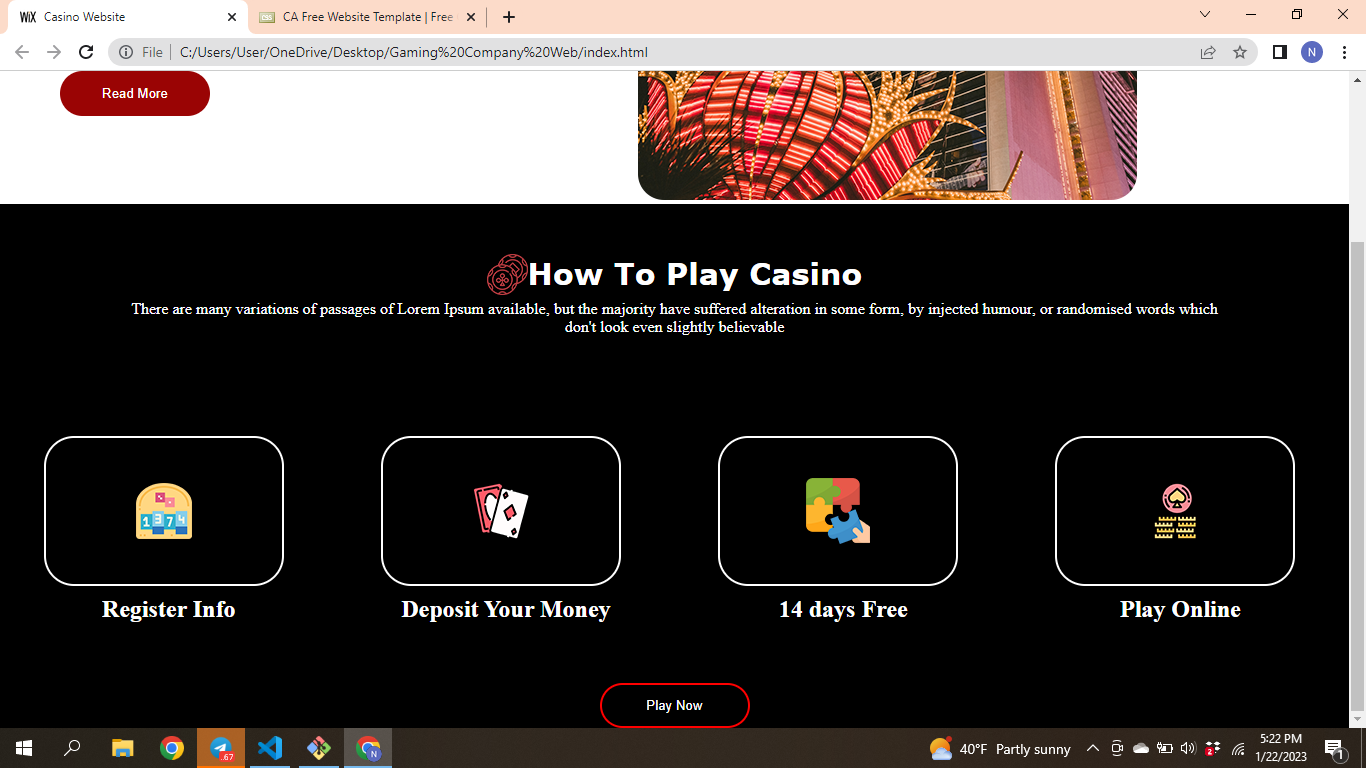 WiX Casino Website
CSS CA Free Website Template | Free
File C:/Users/User/OneDrive/Desktop/Gaming%20Company%20Web/index.html
N
Read More
How To Play Casino
There are many variations of passages of Lorem Ipsum available, but the majority have suffered alteration in some form, by injected humour, or randomised words which
don't look even slightly believable
1 3 7 4
Register Info
Deposit Your Money
14 days Free
Play Online
Play Now
.67
N
40°F Partly sunny
2
5:22 PM
1/22/2023
1